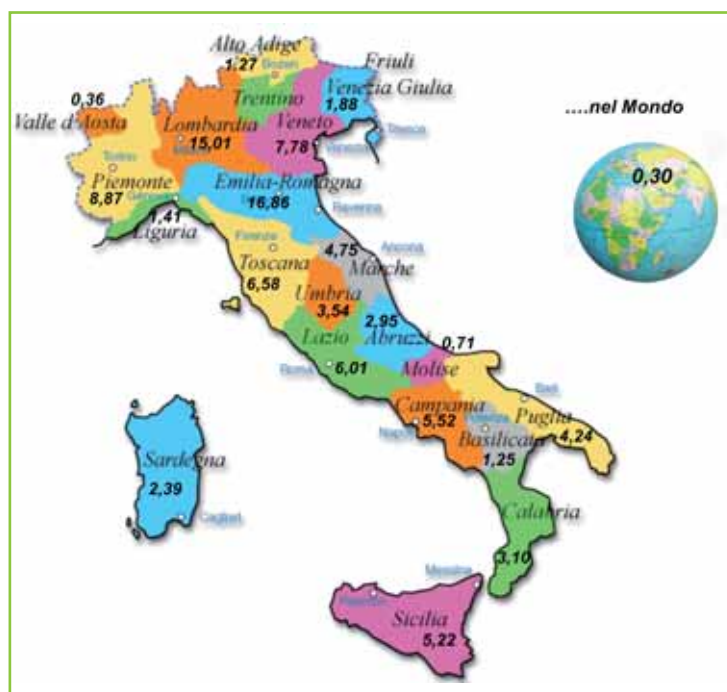 Alto Adige
1.27
Bozen
Friuli
Venezia Giulia
1,88
Trentino
Veneto
7,78
0,36
Valle d'Aosta
Lombardia
15,01
....nel Mondo
0,30
Torino
Piemonte
8,87
Emilia-Romagna
16,86
Ravenna
1,41
Liguria
Firenze
Toscana
6,58
4,75
Ancona
Marche
Umbria
3,54
2,95
Abruzzi
0,71
Lazio
Roma
6,01
Molise
Bari
Campania
5,52
Napoli
Puglia
4,24
Potenza
Basilicata
1,25
Sardegna
2,39
Cagliari
Calabria
3,10
Messina
Sicilia
5,22